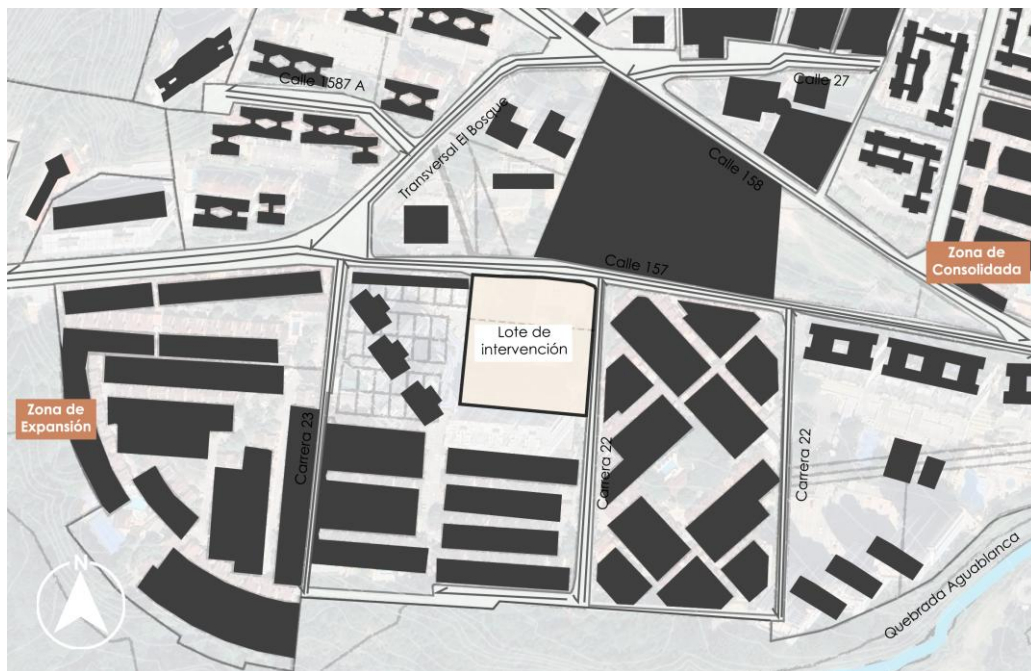 Calle 1587 A
Calle 27
Transversal El Bosque
Calle 158
Zona de
Consolidada
Calle 157
Lote de
intervención
Zona de
Expansión
Carrera 23
Carrera 22
Carrera 22
Quebrada Aguablanca
N